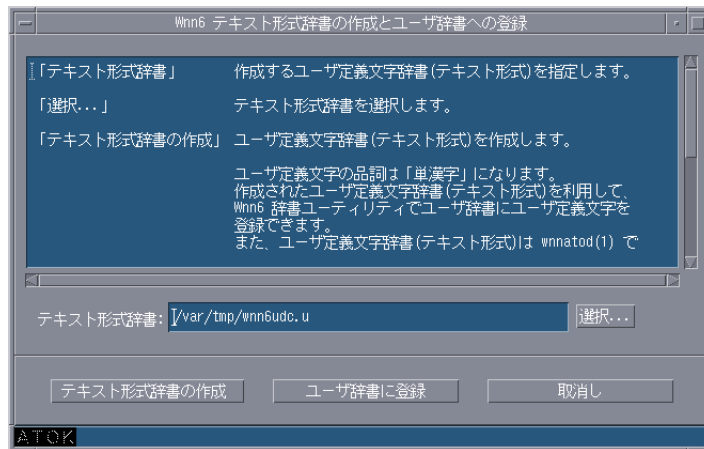 Wnn6 テキスト形式辞書の作成とユーザ辞書への登録
「テキスト形式辞書」 作成するユーザ定義文字辞書(テキスト形式)を指定します。
「選択...」 テキスト形式辞書を選択します。
「テキスト形式辞書の作成」 ユーザ定義文字辞書(テキスト形式)を作成します。
ユーザ定義文字の品詞は「単漢字」になります。
作成されたユーザ定義文字辞書(テキスト形式)を利用して、
Wnn6 辞書ユーティリティでユーザ辞書にユーザ定義文字を
登録できます。
また、ユーザ定義文字辞書(テキスト形式)は wnnatod(1) で
テキスト形式辞書: /var/tmp/wnn6udc.u 選択...
テキスト形式辞書の作成 ユーザ辞書に登録 取消し
ATOK